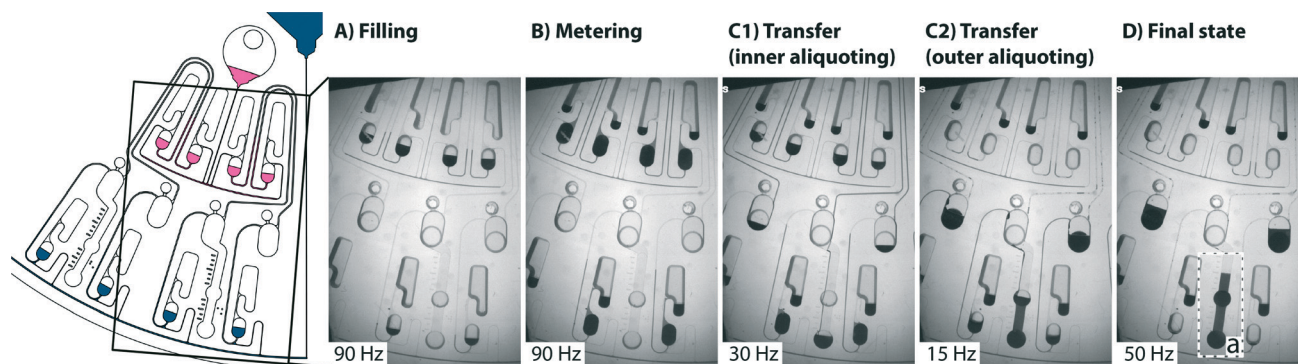 A) Filling
B) Metering
C1) Transfer
(inner aliquoting)
C2) Transfer
(outer aliquoting)
D) Final state
s
s
90 Hz
90 Hz
30 Hz
15 Hz
50 Hz
a